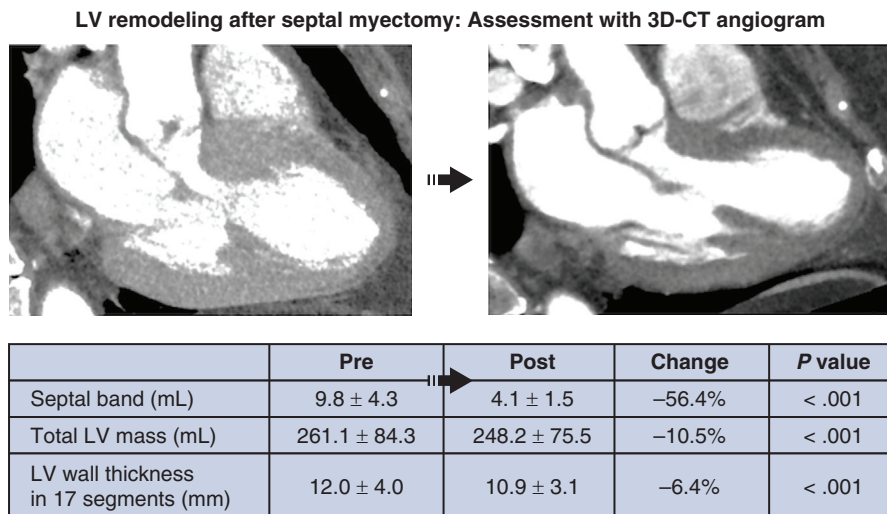 LV remodeling after septal myectomy: Assessment with 3D-CT angiogram
Pre Post Change P value
Septal band (mL) 9.8 ± 4.3 4.1 ± 1.5 –56.4% < .001
Total LV mass (mL) 261.1 ± 84.3 248.2 ± 75.5 –10.5% < .001
LV wall thickness
in 17 segments (mm) 12.0 ± 4.0 10.9 ± 3.1 –6.4% < .001